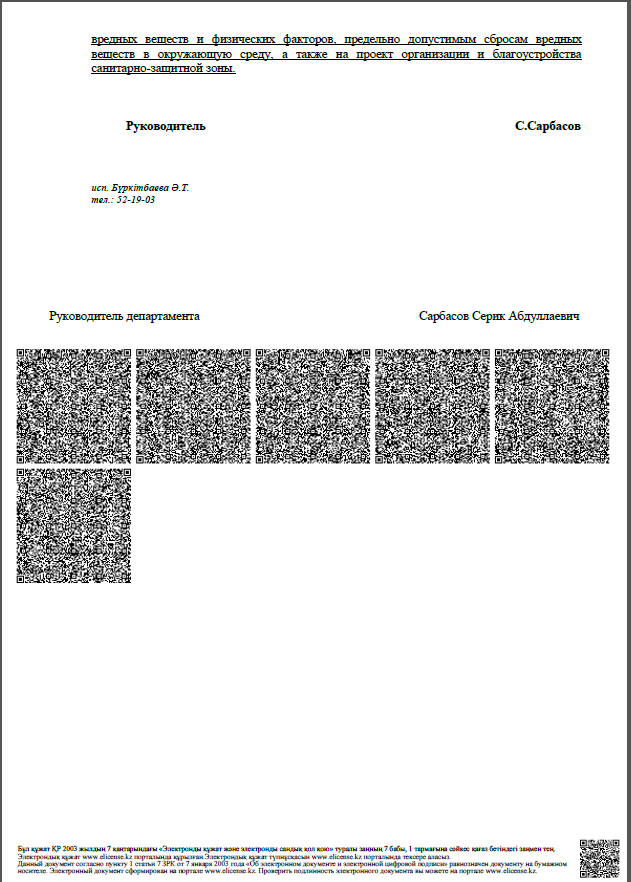 вредных веществ и физических факторов, предельно допустимым сбросам вредных
веществ в окружающую среду, а также на проект организации и благоустройства
санитарно-защитной зоны.
Руководитель С.Сарбасов
исп. Бүркітбаева Ә.Т.
тел.: 52-19-03
Руководитель департамента Сарбасов Серик Абдуллаевич
Бұл құжат ҚР 2003 жылдың 7 қаңтарындағы «Электронды құжат және электронды сандық қол қою» туралы заңның 7 бабы, 1 тармағына сәйкес қағаз бетіндегі заңмен тең.
Электрондық құжат www.elicense.kz порталында құрылған.Электрондық құжат түпнұсқасын www.elicense.kz порталында тексере аласыз.
Данный документ согласно пункту 1 статьи 7 ЗРК от 7 января 2003 года «Об электронном документе и электронной цифровой подписи» равнозначен документу на бумажном
носителе. Электронный документ сформирован на портале www.elicense.kz. Проверить подлинность электронного документа вы можете на портале www.elicense.kz.